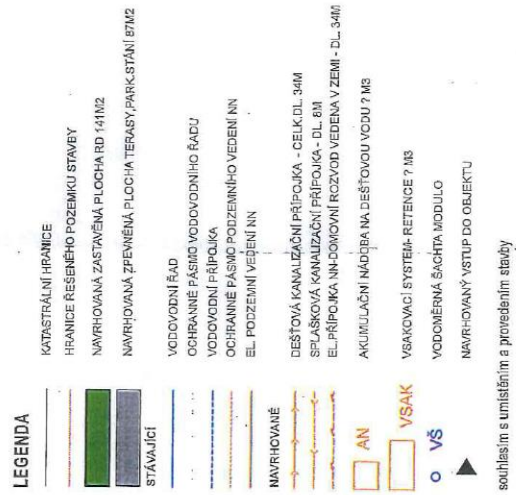 LEGENDA
KATASTRÁLNÍ HRANICE
HRANICE ŘEŠENÉHO POZEMKU STAVBY
NAVRHOVANÁ ZASTAVĚNÁ PLOCHA RD 141M2
NAVRHOVANÁ ZPEVNĚNÁ PLOCHA TERASY,PARK.STÁNÍ 87M2
STÁVAJÍCÍ
VODOVODNÍ ŘAD
OCHRANNÉ PÁSMO VODOVODNÍHO ŘADU
VODOVODNÍ PŘÍPOJKA
OCHRANNÉ PÁSMO PODZEMNÍHO VEDENÍ NN
EL. PODZEMNÍ VEDENÍ NN
NAVRHOVANÉ
DEŠŤOVÁ KANALIZAČNÍ PŘÍPOJKA - CELK.DL. 34M
SPLAŠKOVÁ KANALIZAČNÍ PŘÍPOJKA - DL. 8M
EL.PŘÍPOJKA NN-DOMOVNÍ ROZVOD VEDENA V ZEMI - DL. 34M
AN AKUMULAČNÍ NÁDOBA NA DEŠŤOVOU VODU ? M3
VSAK VSAKOVACÍ SYSTEM- RETENCE ? M3
VŠ VODOMĚRNÁ ŠACHTA MODULO
NAVRHOVANÝ VSTUP DO OBJEKTU
souhlasím s umístěním a provedením stavby